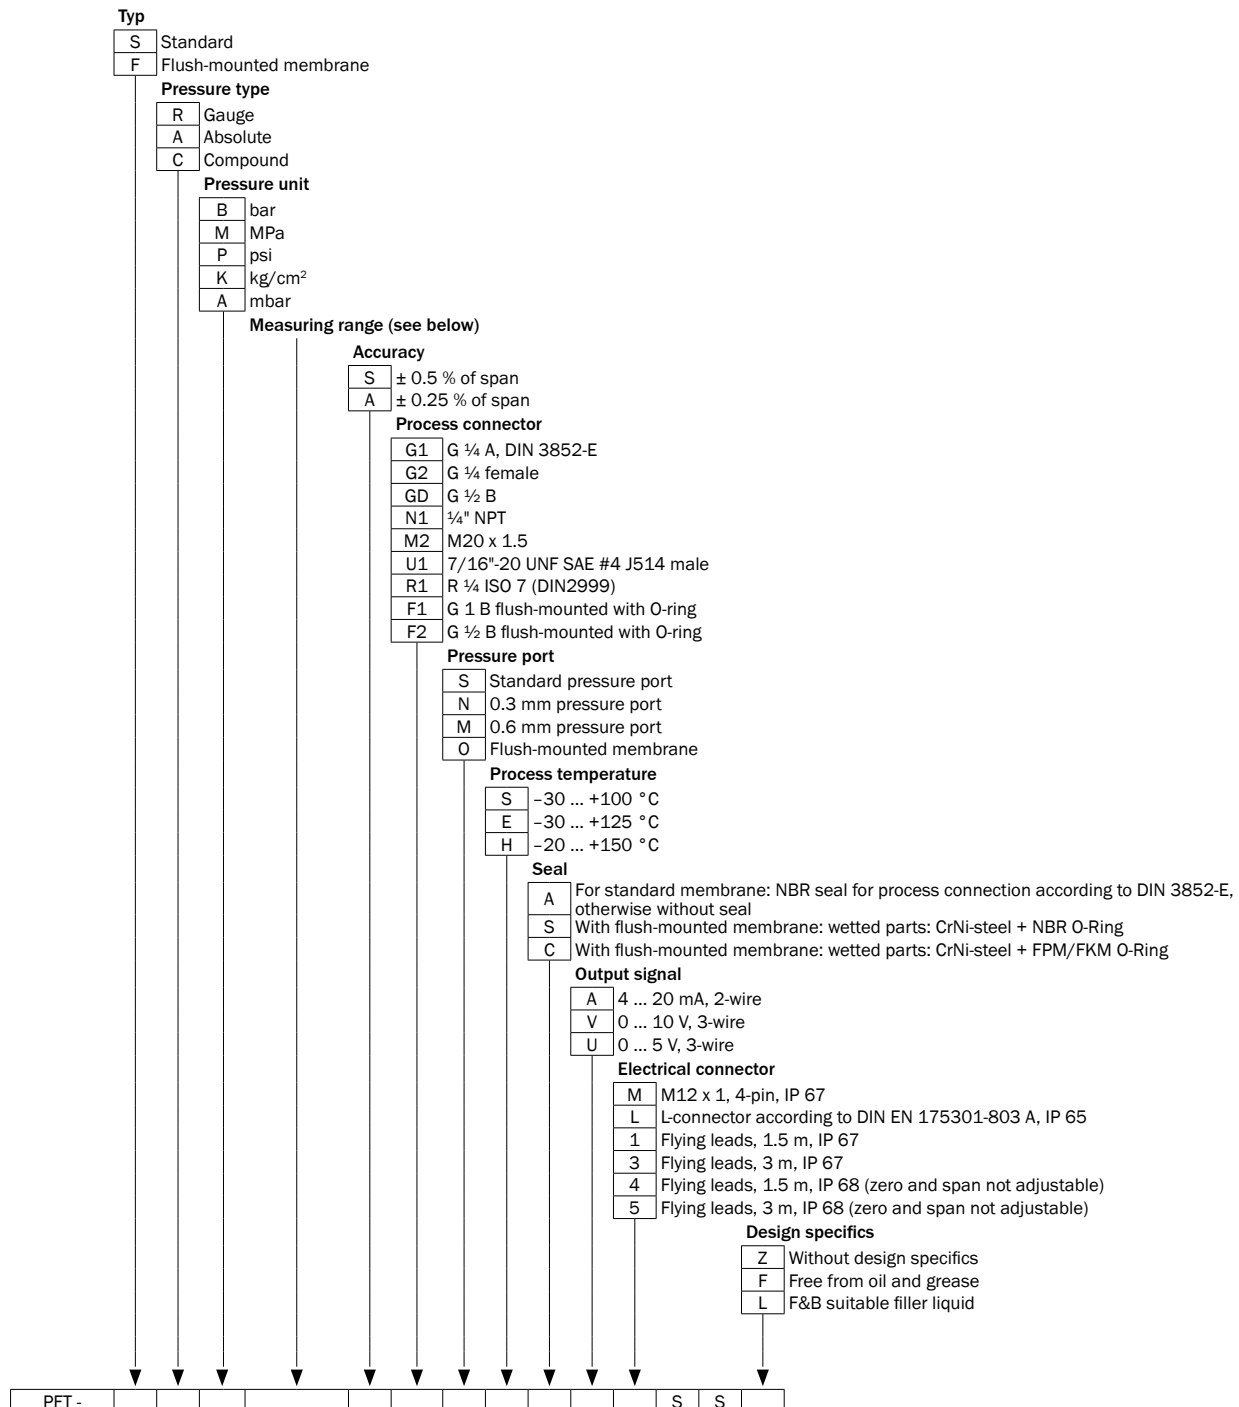 Typ
S Standard
F Flush-mounted membrane
Pressure type
R Gauge
A Absolute
C Compound
Pressure unit
B bar
M MPa
P psi
K kg/cm²
A mbar
Measuring range (see below)
Accuracy
S ± 0.5 % of span
A ± 0.25 % of span
Process connector
G1 G ¼ A, DIN 3852-E
G2 G ¼ female
GD G ½ B
N1 ¼" NPT
M2 M20 x 1.5
U1 7/16"-20 UNF SAE #4 J514 male
R1 R ¼ ISO 7 (DIN2999)
F1 G 1 B flush-mounted with O-ring
F2 G ½ B flush-mounted with O-ring
Pressure port
S Standard pressure port
N 0.3 mm pressure port
M 0.6 mm pressure port
O Flush-mounted membrane
Process temperature
S –30 ... +100 °C
E –30 ... +125 °C
H –20 ... +150 °C
Seal
A For standard membrane: NBR seal for process connection according to DIN 3852-E,
otherwise without seal
S With flush-mounted membrane: wetted parts: CrNi-steel + NBR O-Ring
C With flush-mounted membrane: wetted parts: CrNi-steel + FPM/FKM O-Ring
Output signal
A 4 ... 20 mA, 2-wire
V 0 ... 10 V, 3-wire
U 0 ... 5 V, 3-wire
Electrical connector
M M12 x 1, 4-pin, IP 67
L L-connector according to DIN EN 175301-803 A, IP 65
1 Flying leads, 1.5 m, IP 67
3 Flying leads, 3 m, IP 67
4 Flying leads, 1.5 m, IP 68 (zero and span not adjustable)
5 Flying leads, 3 m, IP 68 (zero and span not adjustable)
Design specifics
Z Without design specifics
F Free from oil and grease
L F&B suitable filler liquid
PFT - S S